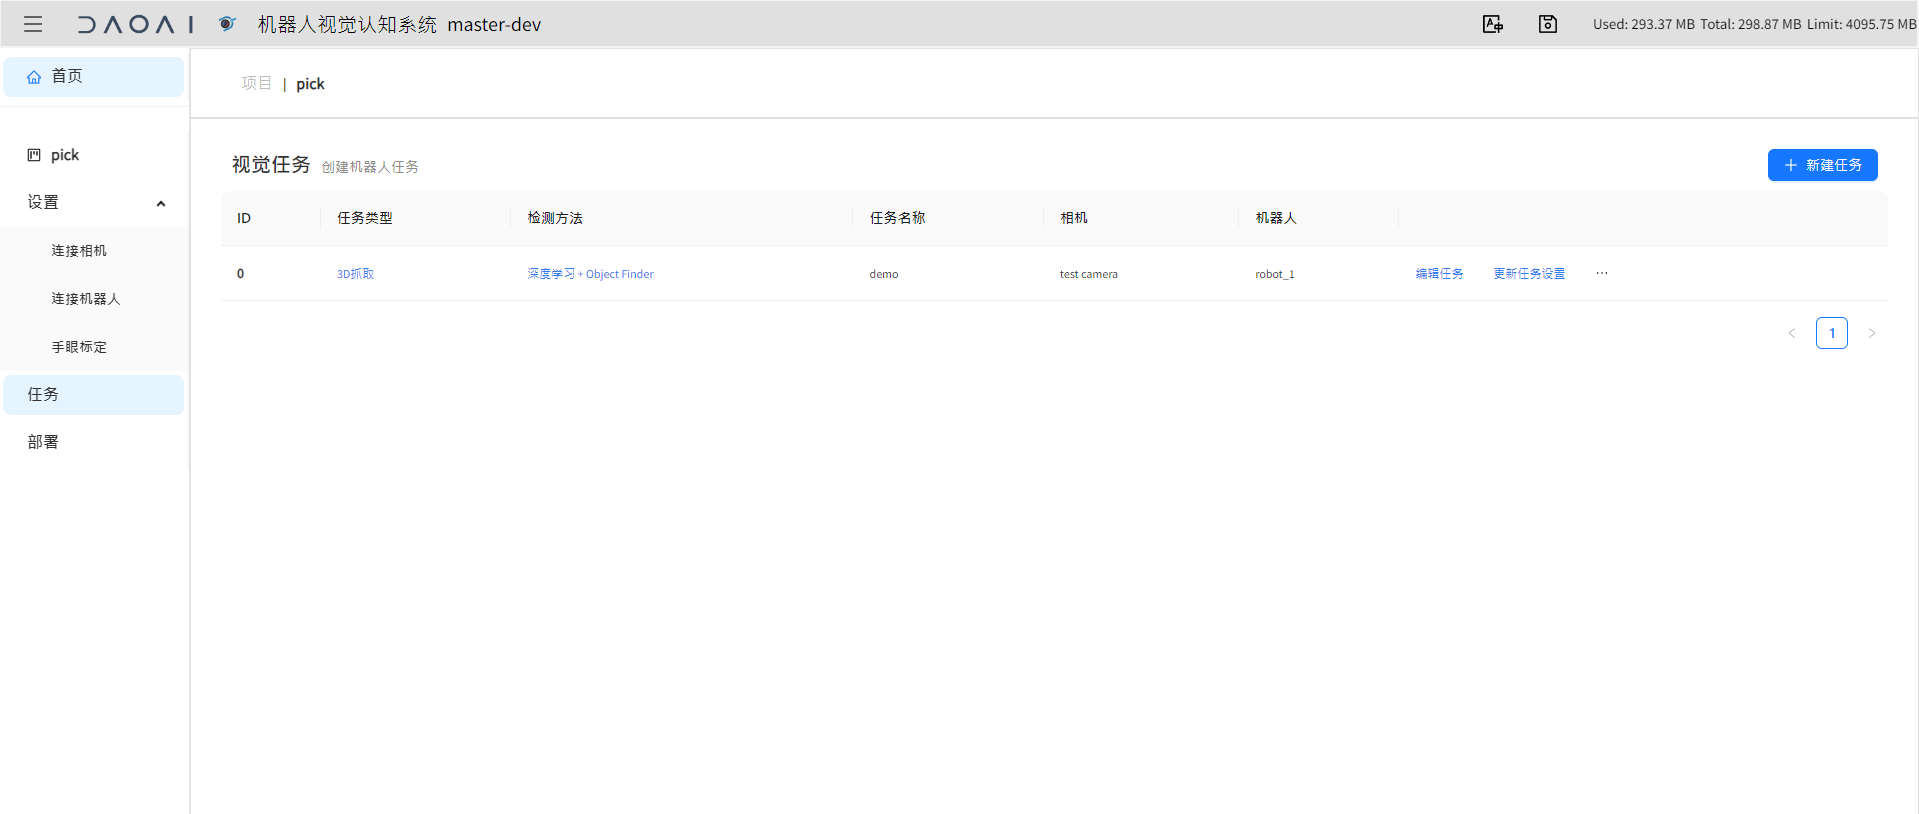 DAOAI 机器人视觉认知系统 master-dev Used: 293.37 MB Total: 298.87 MB Limit: 4095.75 MB
首页
项目 | pick
pick
视觉任务 创建机器人任务
+ 新建任务
设置
ID 任务类型 检测方法 任务名称 相机 机器人
连接相机
0 3D抓取 深度学习 + Object Finder demo test camera robot_1 编辑任务 更新任务设置 ···
连接机器人
< 1 >
手眼标定
任务
部署